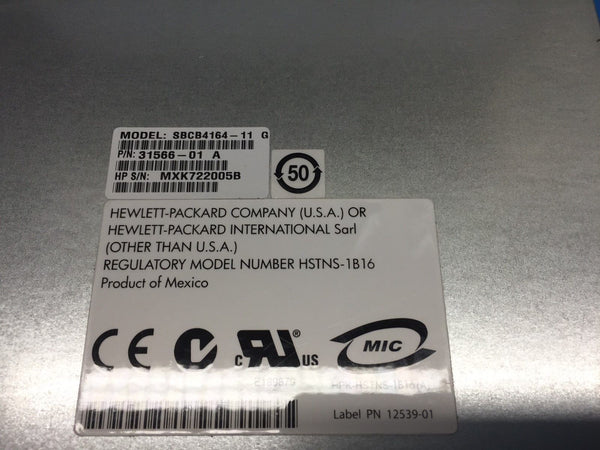 MODEL: SBCB4164-11 G
P/N: 31566-01 A
HP S/N: MXK722005B
50
HEWLETT-PACKARD COMPANY (U.S.A.) OR
HEWLETT-PACKARD INTERNATIONAL Sarl
(OTHER THAN U.S.A.)
REGULATORY MODEL NUMBER HSTNS-1B16
Product of Mexico
CE N c RU ® US MIC
Label PN 12539-01